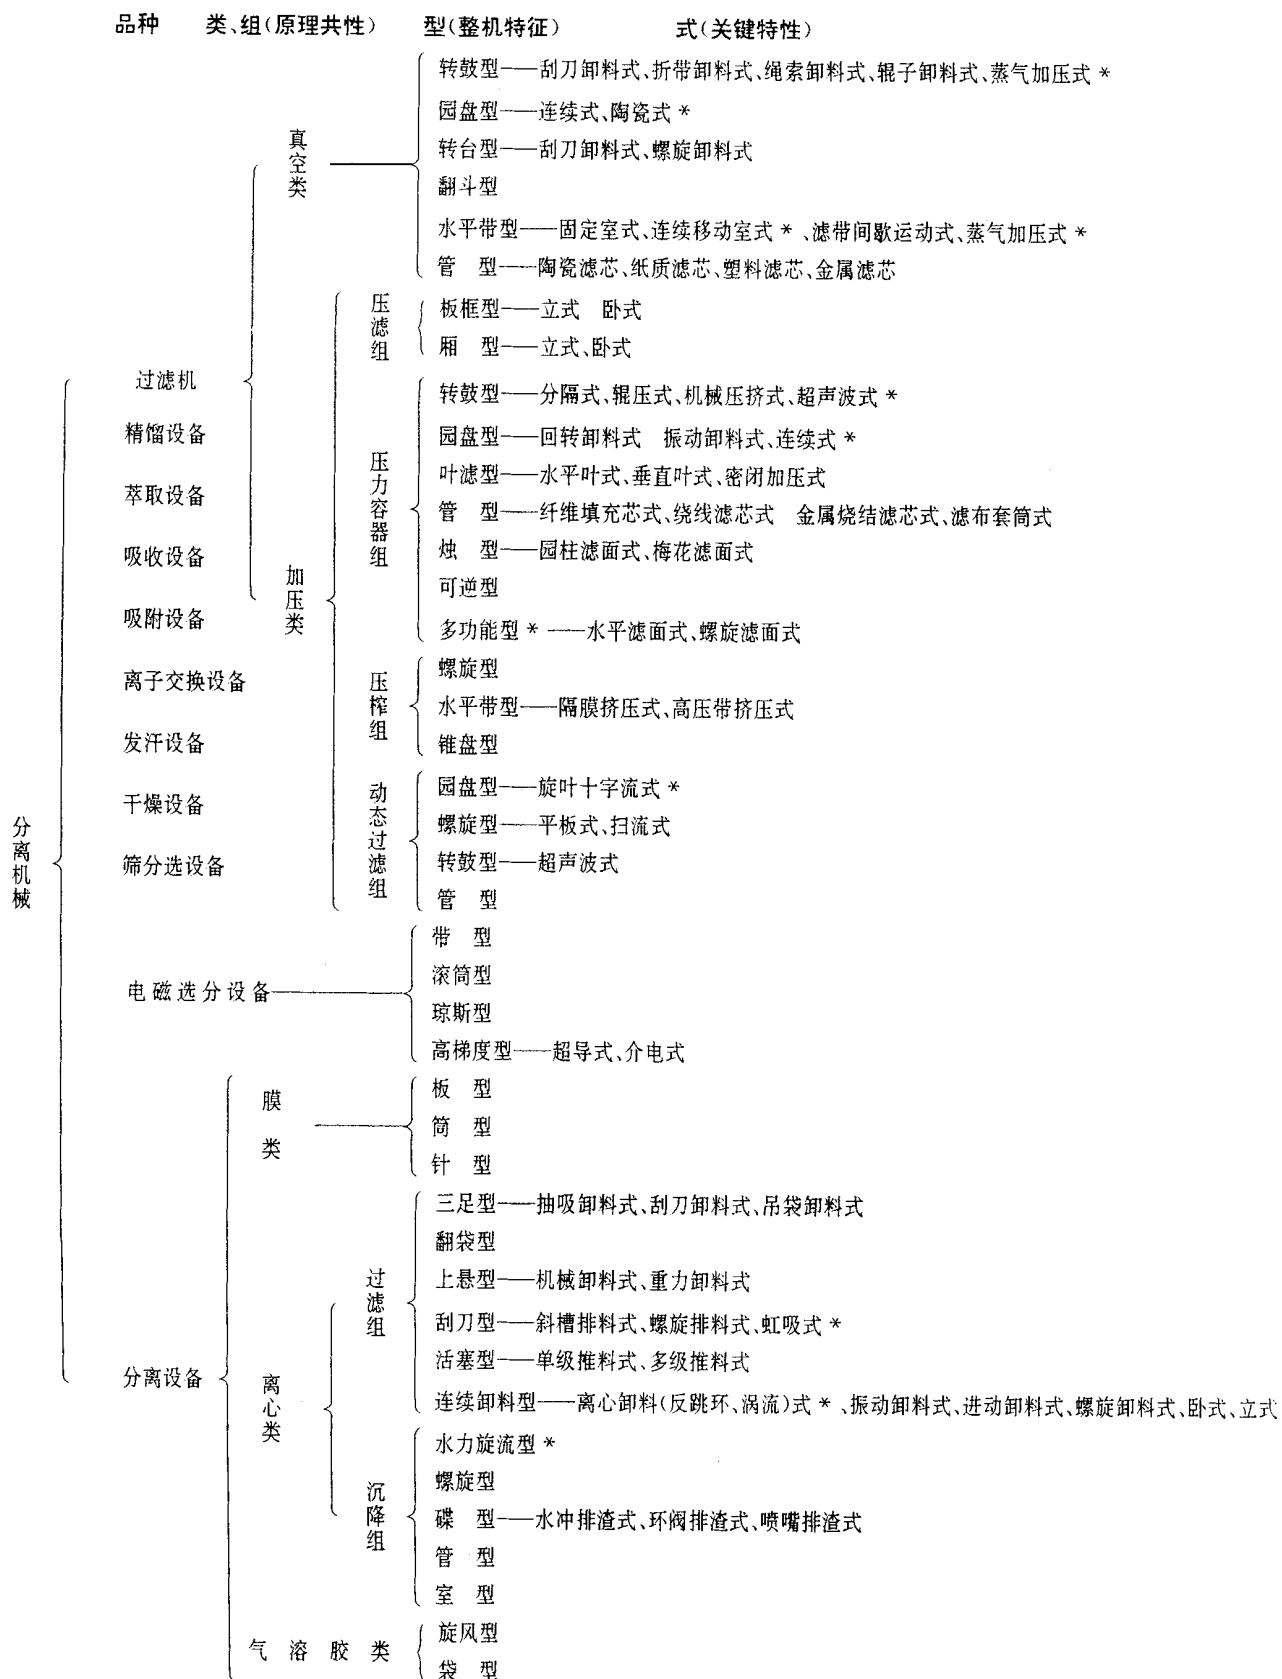 品种 类、组(原理共性) 型(整机特征) 式(关键特性)
转鼓型——刮刀卸料式、折带卸料式、绳索卸料式、辊子卸料式、蒸气加压式*
园盘型——连续式、陶瓷式*
真空类
转台型——刮刀卸料式、螺旋卸料式
翻斗型
水平带型——固定室式、连续移动室式*、滤带间歇运动式、蒸气加压式*
管 型——陶瓷滤芯、纸质滤芯、塑料滤芯、金属滤芯
压滤组
板框型——立式 卧式
厢 型——立式、卧式
过滤机
转鼓型——分隔式、辊压式、机械压挤式、超声波式*
精馏设备
园盘型——回转卸料式 振动卸料式、连续式*
压力容器组
叶滤型——水平叶式、垂直叶式、密闭加压式
萃取设备
管 型——纤维填充芯式、绕线滤芯式 金属烧结滤芯式、滤布套筒式
吸收设备
烛 型——园柱滤面式、梅花滤面式
加压类
可逆型
吸附设备
多功能型*——水平滤面式、螺旋滤面式
离子交换设备
压榨组
螺旋型
水平带型——隔膜挤压式、高压带挤压式
发汗设备
锥盘型
干燥设备
动态过滤组
园盘型——旋叶十字流式*
螺旋型——平板式、扫流式
分离机械
筛分选设备
转鼓型——超声波式
管 型
带 型
滚筒型
电磁选分设备
琼斯型
高梯度型——超导式、介电式
膜类
板 型
筒 型
针 型
三足型——抽吸卸料式、刮刀卸料式、吊袋卸料式
翻袋型
过滤组
上悬型——机械卸料式、重力卸料式
刮刀型——斜槽排料式、螺旋排料式、虹吸式*
活塞型——单级推料式、多级推料式
分离设备
离心类
连续卸料型——离心卸料(反跳环、涡流)式*、振动卸料式、进动卸料式、螺旋卸料式、卧式、立式
水力旋流型*
螺旋型
沉降组
碟 型——水冲排渣式、环阀排渣式、喷嘴排渣式
管 型
室 型
气溶胶类
旋风型
袋 型